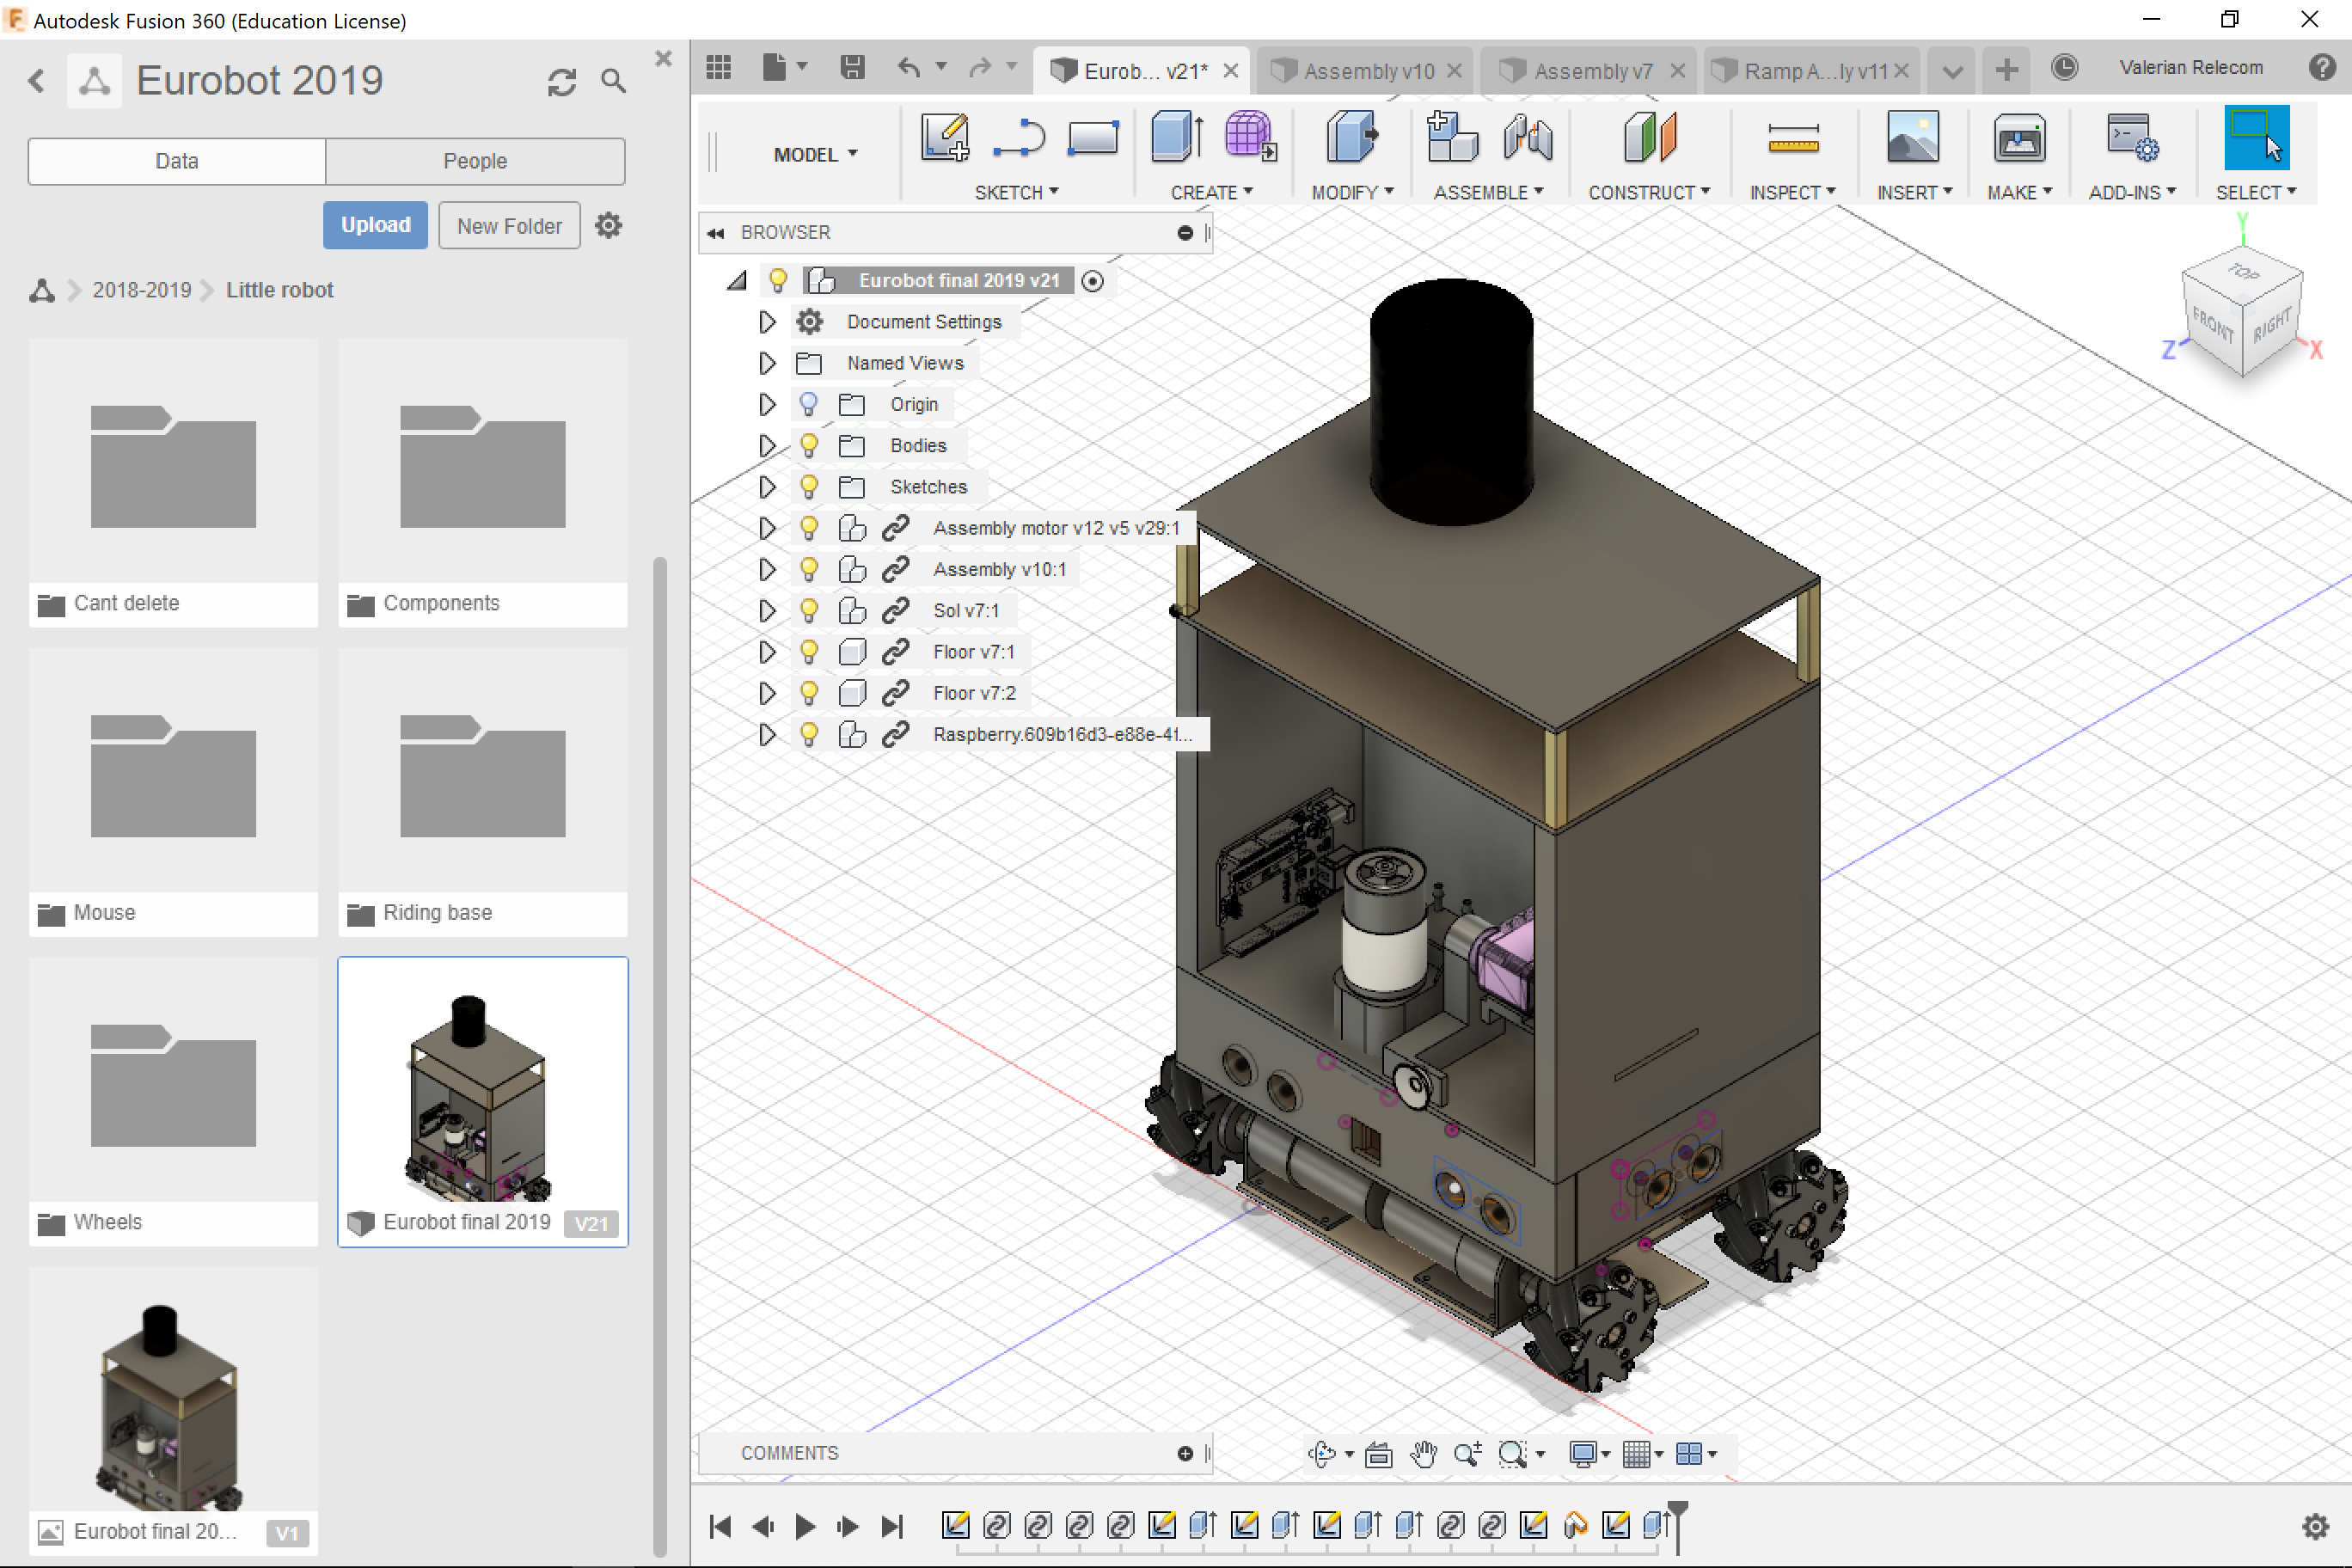 Autodesk Fusion 360 (Education License)
Eurobot 2019
Data
People
Upload
New Folder
2018-2019
Little robot
Cant delete
Components
Mouse
Riding base
Wheels
Eurobot final 2019
V21
Eurobot final 20...
V1
Eurob... v21*
Assembly v10
Assembly v7
Ramp A...ly v11
Valerian Relecom
MODEL
SKETCH
CREATE
MODIFY
ASSEMBLE
CONSTRUCT
INSPECT
INSERT
MAKE
ADD-INS
SELECT
BROWSER
Eurobot final 2019 v21
Document Settings
Named Views
Origin
Bodies
Sketches
Assembly motor v12 v5 v29:1
Assembly v10:1
Sol v7:1
Floor v7:1
Floor v7:2
Raspberry.609b16d3-e88e-4f...
Y
TOP
FRONT
RIGHT
Z
X
COMMENTS